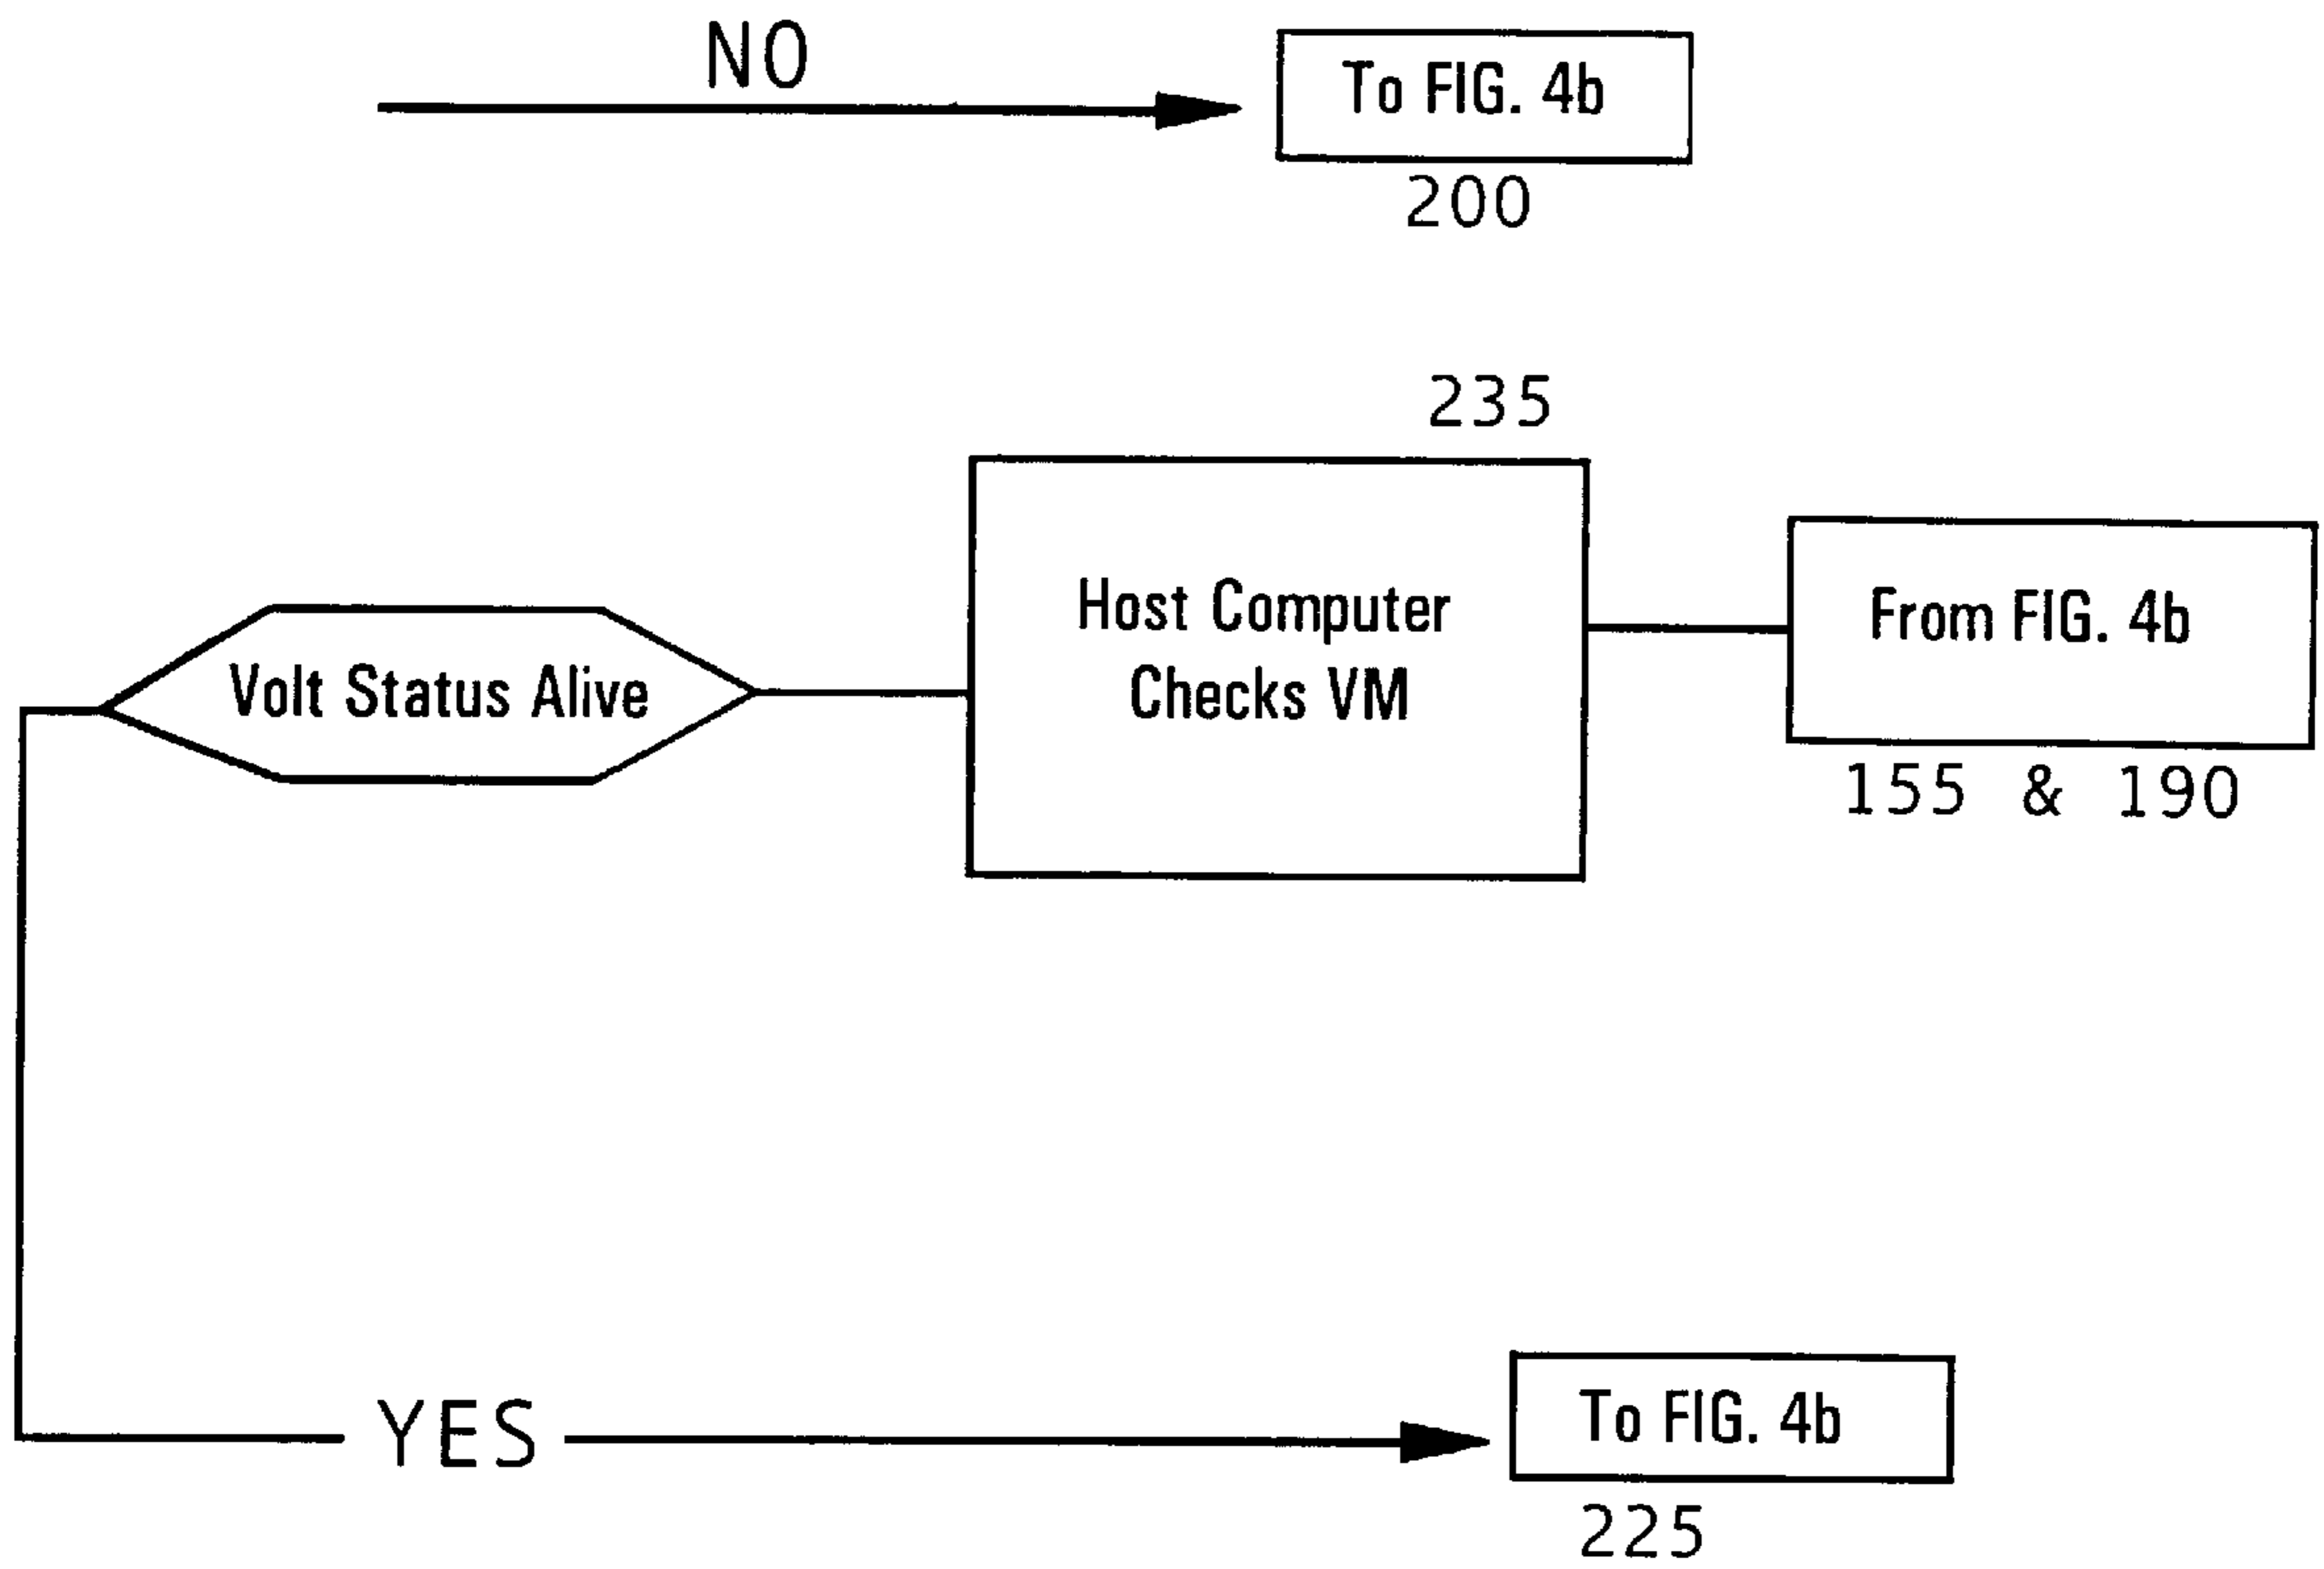 NO
To FIG. 4b
200
235
Host Computer
Checks VM
From FIG. 4b
155 & 190
Volt Status Alive
YES
To FIG. 4b
225